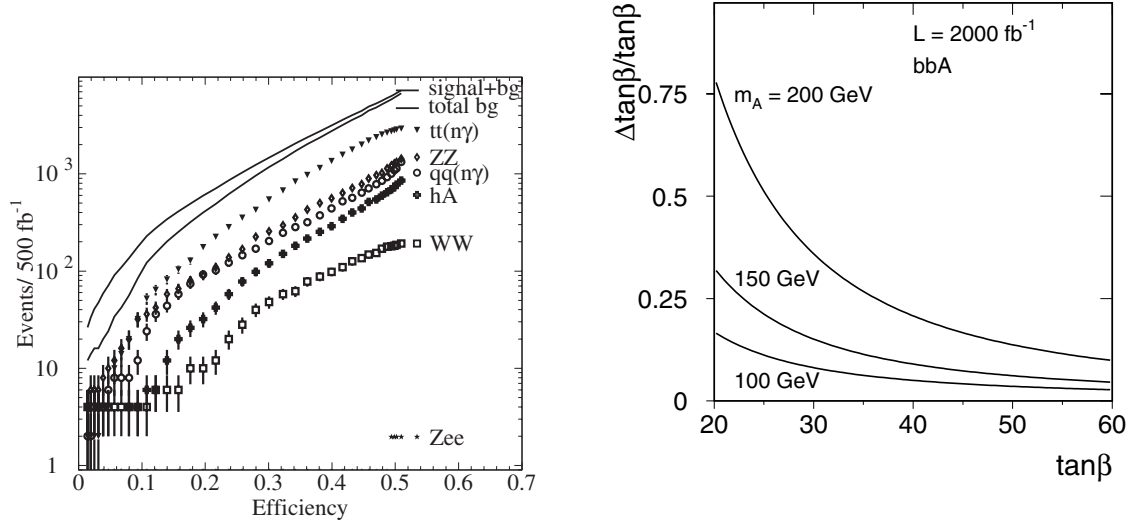 signal+bg
total bg
tt(nγ)
ZZ
qq(nγ)
hA
WW
Zee
Events/ 500 fb⁻¹
10³
10²
10
1
0 0.1 0.2 0.3 0.4 0.5 0.6 0.7
Efficiency
L = 2000 fb⁻¹
bbA
m_A = 200 GeV
150 GeV
100 GeV
Δtanβ/tanβ
0.75
0.5
0.25
0
20 30 40 50 60
tanβ